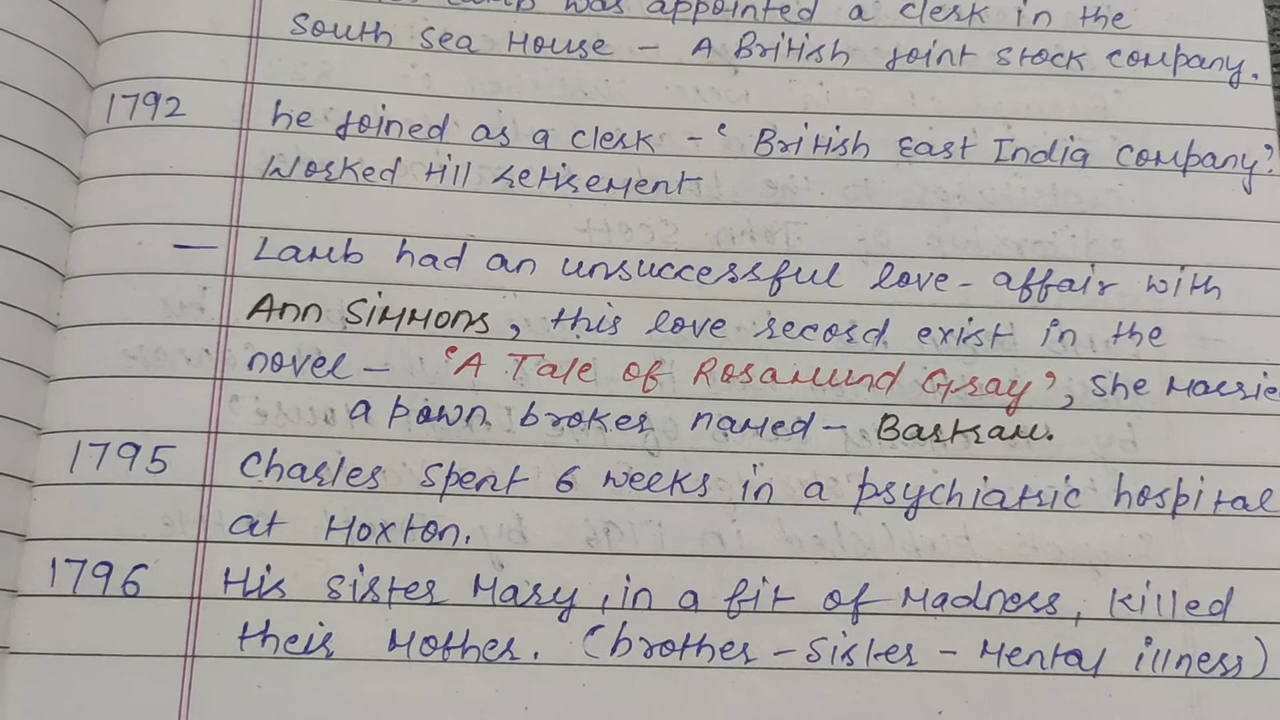 Lamb was appointed a clerk in the
South Sea House - A British joint stock company.
1792 he joined as a clerk - 'British East India Company'
Worked till retirement
- Lamb had an unsuccessful love-affair with
Ann Simmons, this love record exist in the
novel - 'A Tale of Rosamund Gray', she marrie
a pawn broker named - Bartram.
1795 Charles spent 6 weeks in a psychiatric hospital
at Hoxton.
1796 His sister Mary, in a fit of madness, killed
their mother. (brother - sister - mental illness)